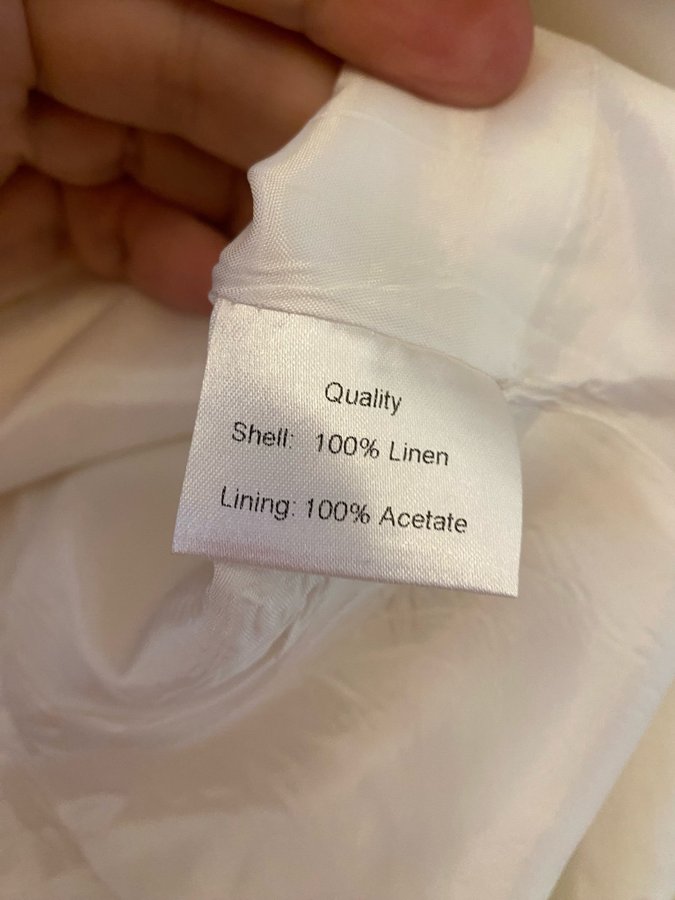 Quality
Shell: 100% Linen
Lining: 100% Acetate